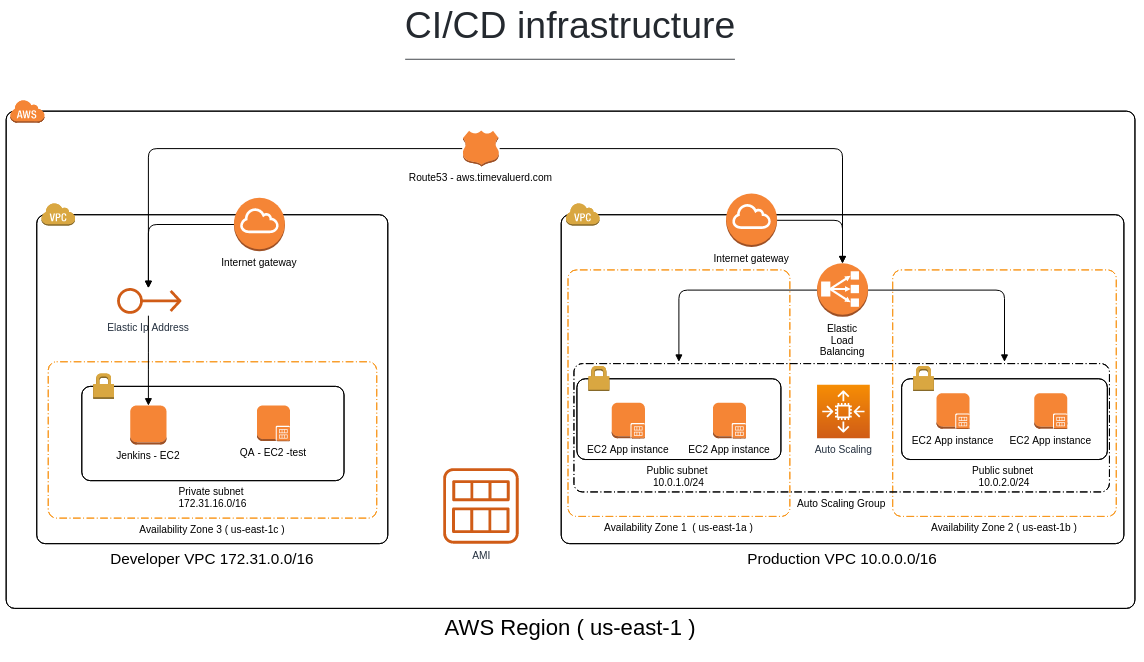 CI/CD infrastructure
AWS
Route53 - aws.timevaluerd.com
VPC
Internet gateway
Elastic Ip Address
Jenkins - EC2
QA - EC2 -test
Private subnet
172.31.16.0/16
Availability Zone 3 ( us-east-1c )
Developer VPC 172.31.0.0/16
AMI
VPC
Internet gateway
Elastic
Load
Balancing
EC2 App instance
EC2 App instance
Public subnet
10.0.1.0/24
Availability Zone 1 ( us-east-1a )
Auto Scaling
Auto Scaling Group
EC2 App instance
EC2 App instance
Public subnet
10.0.2.0/24
Availability Zone 2 ( us-east-1b )
Production VPC 10.0.0.0/16
AWS Region ( us-east-1 )